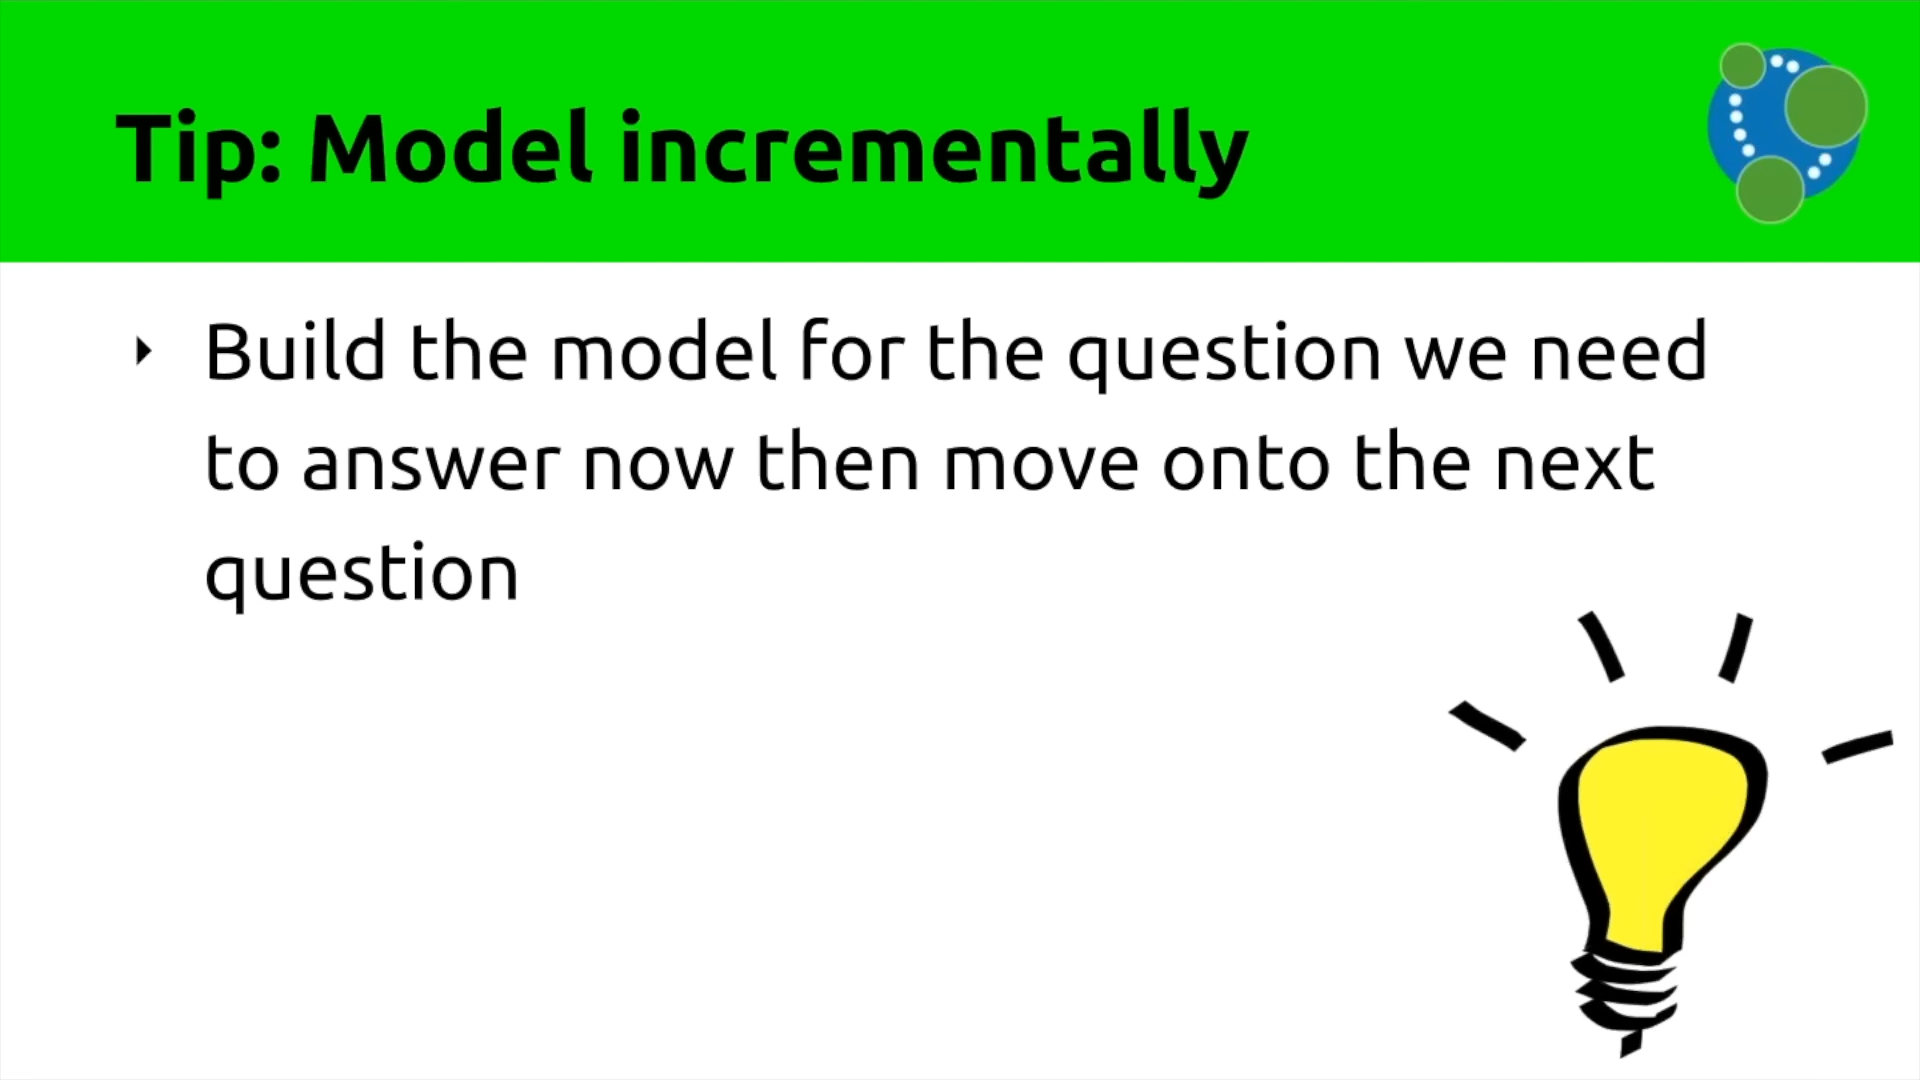 Tip: Model incrementally
‣ Build the model for the question we need
to answer now then move onto the next
question